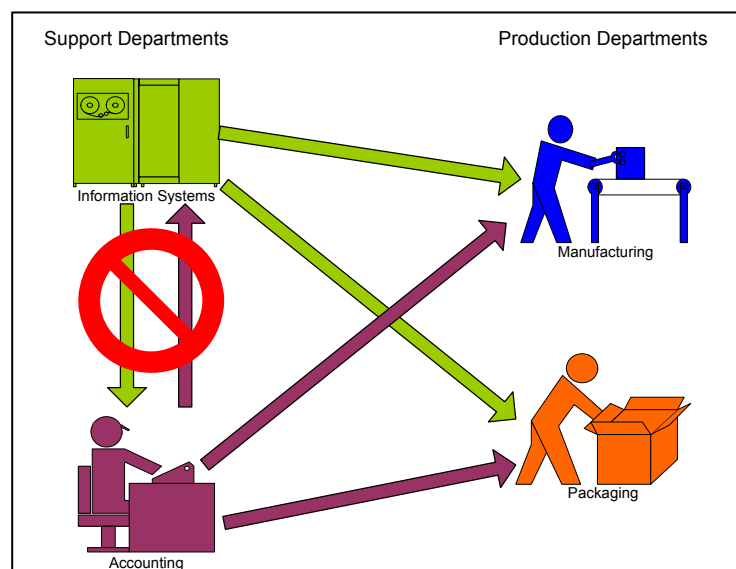 Support Departments
Production Departments
Information Systems
Manufacturing
Packaging
Accounting